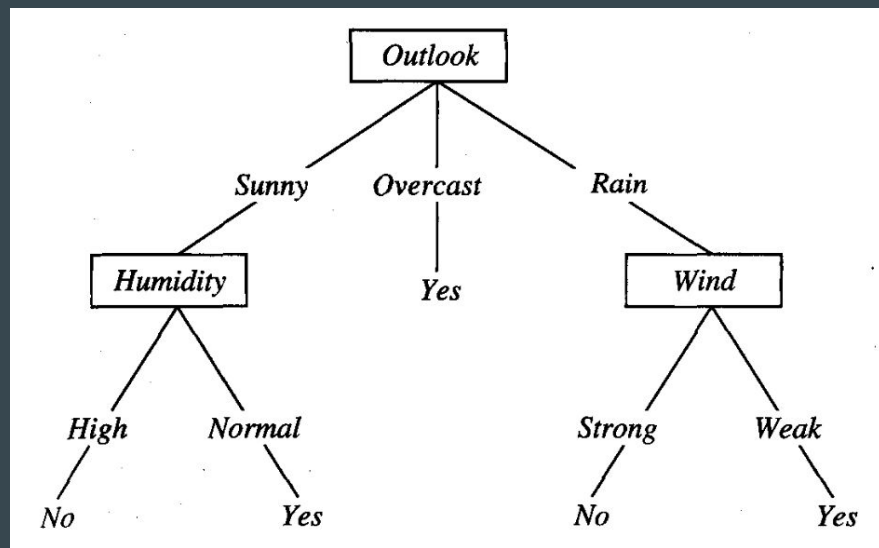 Outlook
Sunny Overcast Rain
Humidity Yes Wind
High Normal Strong Weak
No Yes No Yes